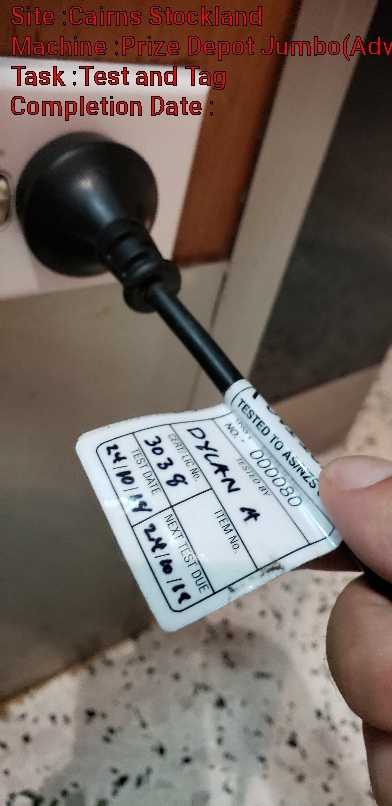 Site :Cairns Stockland
Machine :Prize Depot Jumbo(Adv
Task :Test and Tag
Completion Date :
TESTED TO AS/NZS
NO. 000080
TESTED BY
DYLAN A
ITEM No.
CERT/LIC No.
3038
TEST DATE
24/10/18
NEXT TEST DUE
24/10/19